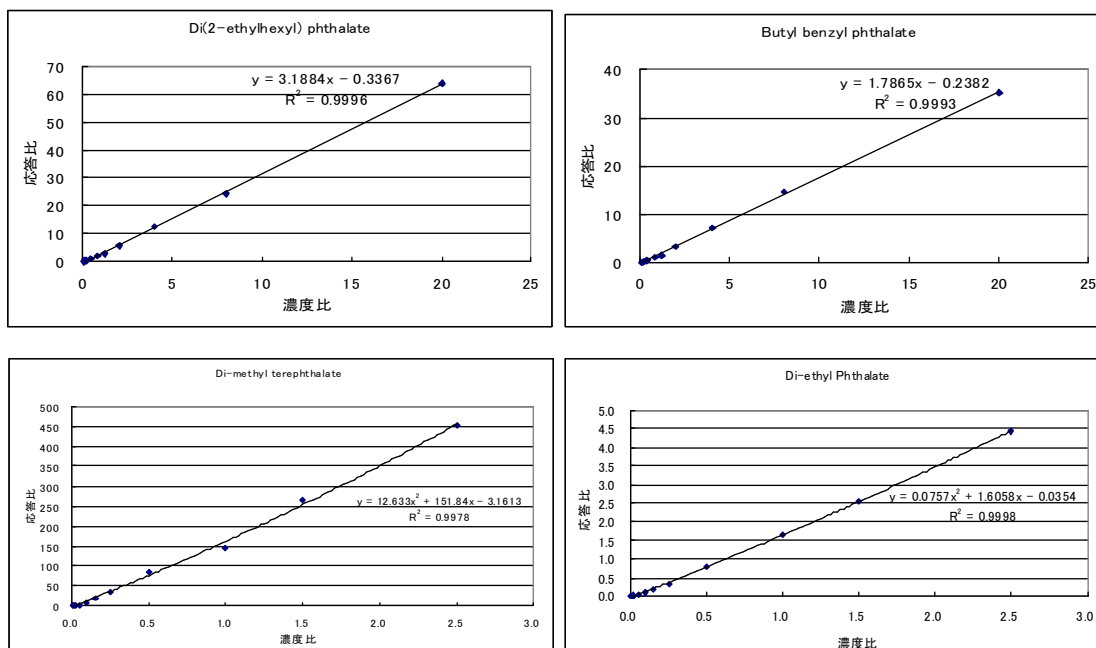 Di(2-ethylhexyl) phthalate
y = 3.1884x - 0.3367
R² = 0.9996
70
60
50
40
30
20
10
0
応答比
0 5 10 15 20 25
濃度比
Butyl benzyl phthalate
y = 1.7865x - 0.2382
R² = 0.9993
40
30
20
10
0
応答比
0 5 10 15 20 25
濃度比
Di-methyl terephthalate
500
450
400
350
300
250
200
150
100
50
0
応答比
y = 12.633x² + 151.84x - 3.1613
R² = 0.9978
0.0 0.5 1.0 1.5 2.0 2.5 3.0
濃度比
Di-ethyl Phthalate
5.0
4.5
4.0
3.5
3.0
2.5
2.0
1.5
1.0
0.5
0.0
応答比
y = 0.0757x² + 1.6058x - 0.0354
R² = 0.9998
0.0 0.5 1.0 1.5 2.0 2.5 3.0
濃度比